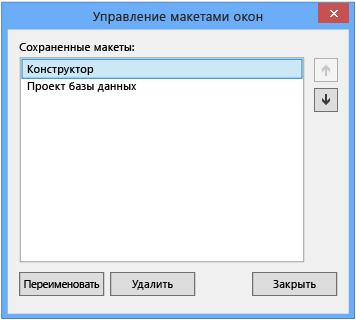 Управление макетами окон
Сохраненные макеты:
Конструктор
Проект базы данных
Переименовать
Удалить
Закрыть